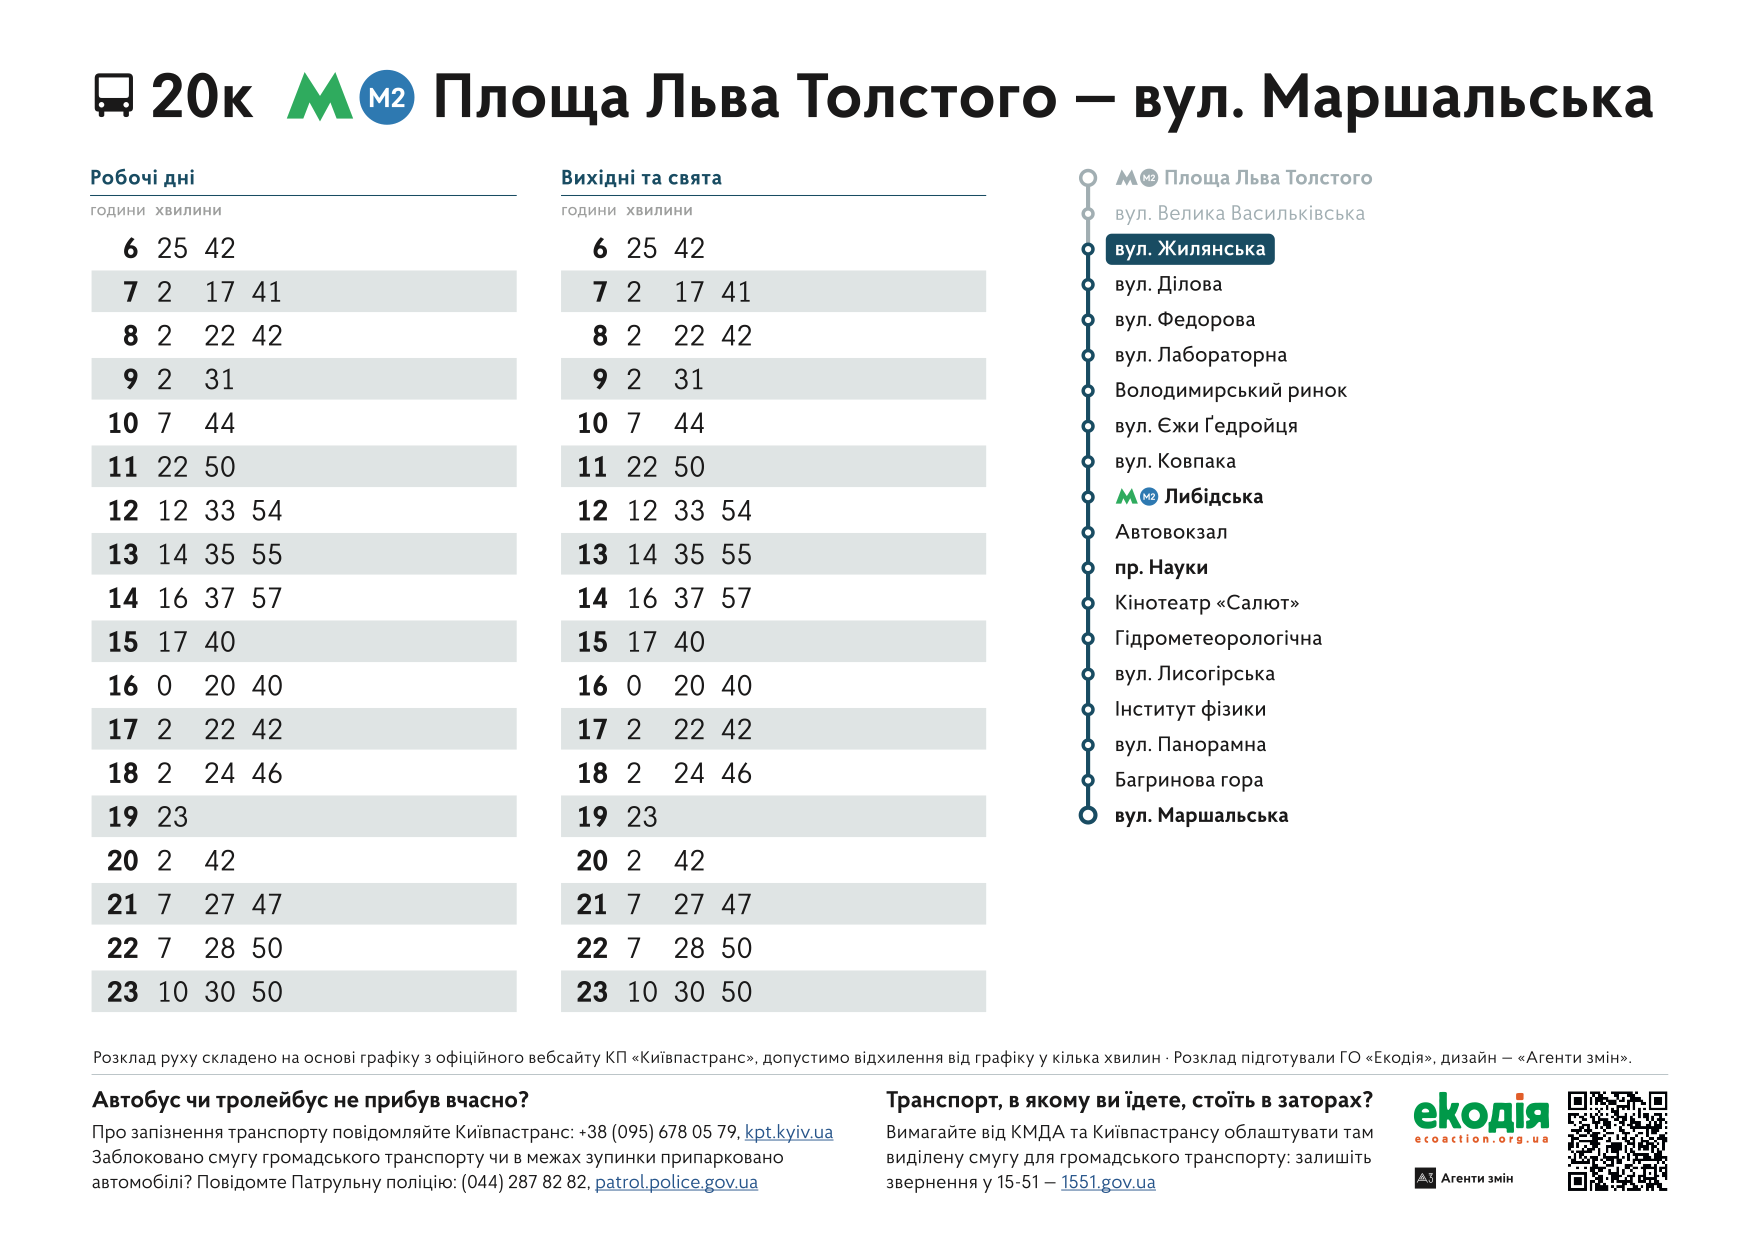 20к М М2 Площа Льва Толстого — вул. Маршальська
Робочі дні
години хвилини
6 25 42
7 2 17 41
8 2 22 42
9 2 31
10 7 44
11 22 50
12 12 33 54
13 14 35 55
14 16 37 57
15 17 40
16 0 20 40
17 2 22 42
18 2 24 46
19 23
20 2 42
21 7 27 47
22 7 28 50
23 10 30 50
Вихідні та свята
години хвилини
6 25 42
7 2 17 41
8 2 22 42
9 2 31
10 7 44
11 22 50
12 12 33 54
13 14 35 55
14 16 37 57
15 17 40
16 0 20 40
17 2 22 42
18 2 24 46
19 23
20 2 42
21 7 27 47
22 7 28 50
23 10 30 50
М М2 Площа Льва Толстого
вул. Велика Васильківська
вул. Жилянська
вул. Ділова
вул. Федорова
вул. Лабораторна
Володимирський ринок
вул. Єжи Ґедройця
вул. Ковпака
М М2 Либідська
Автовокзал
пр. Науки
Кінотеатр «Салют»
Гідрометеорологічна
вул. Лисогірська
Інститут фізики
вул. Панорамна
Багринова гора
вул. Маршальська
Розклад руху складено на основі графіку з офіційного вебсайту КП «Київпастранс», допустимо відхилення від графіку у кілька хвилин · Розклад підготували ГО «Екодія», дизайн — «Агенти змін».
Автобус чи тролейбус не прибув вчасно?
Про запізнення транспорту повідомляйте Київпастранс: +38 (095) 678 05 79, kpt.kyiv.ua
Заблоковано смугу громадського транспорту чи в межах зупинки припарковано
автомобілі? Повідомте Патрульну поліцію: (044) 287 82 82, patrol.police.gov.ua
Транспорт, в якому ви їдете, стоїть в заторах?
Вимагайте від КМДА та Київпастрансу облаштувати там
виділену смугу для громадського транспорту: залишіть
звернення у 15-51 — 1551.gov.ua
екодія
ecoaction.org.ua
АЗ Агенти змін